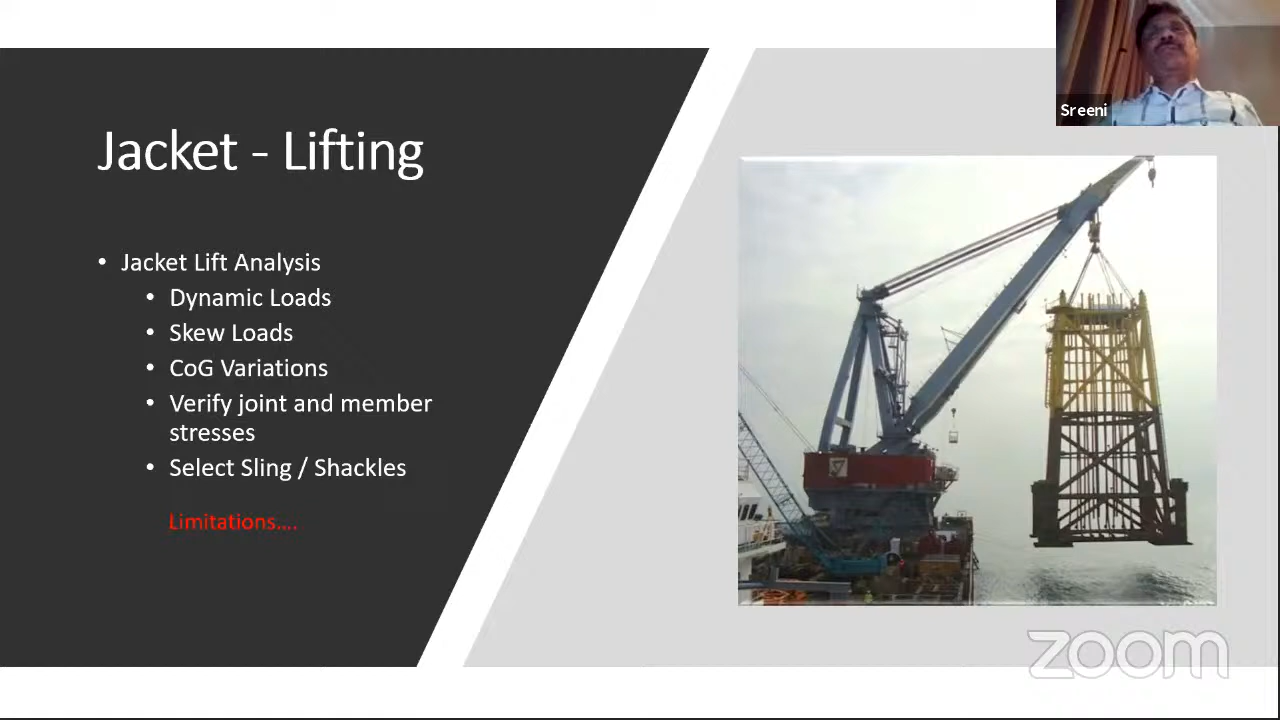 Sreeni
Jacket - Lifting
• Jacket Lift Analysis
• Dynamic Loads
• Skew Loads
• CoG Variations
• Verify joint and member
stresses
• Select Sling / Shackles
Limitations....
zoom